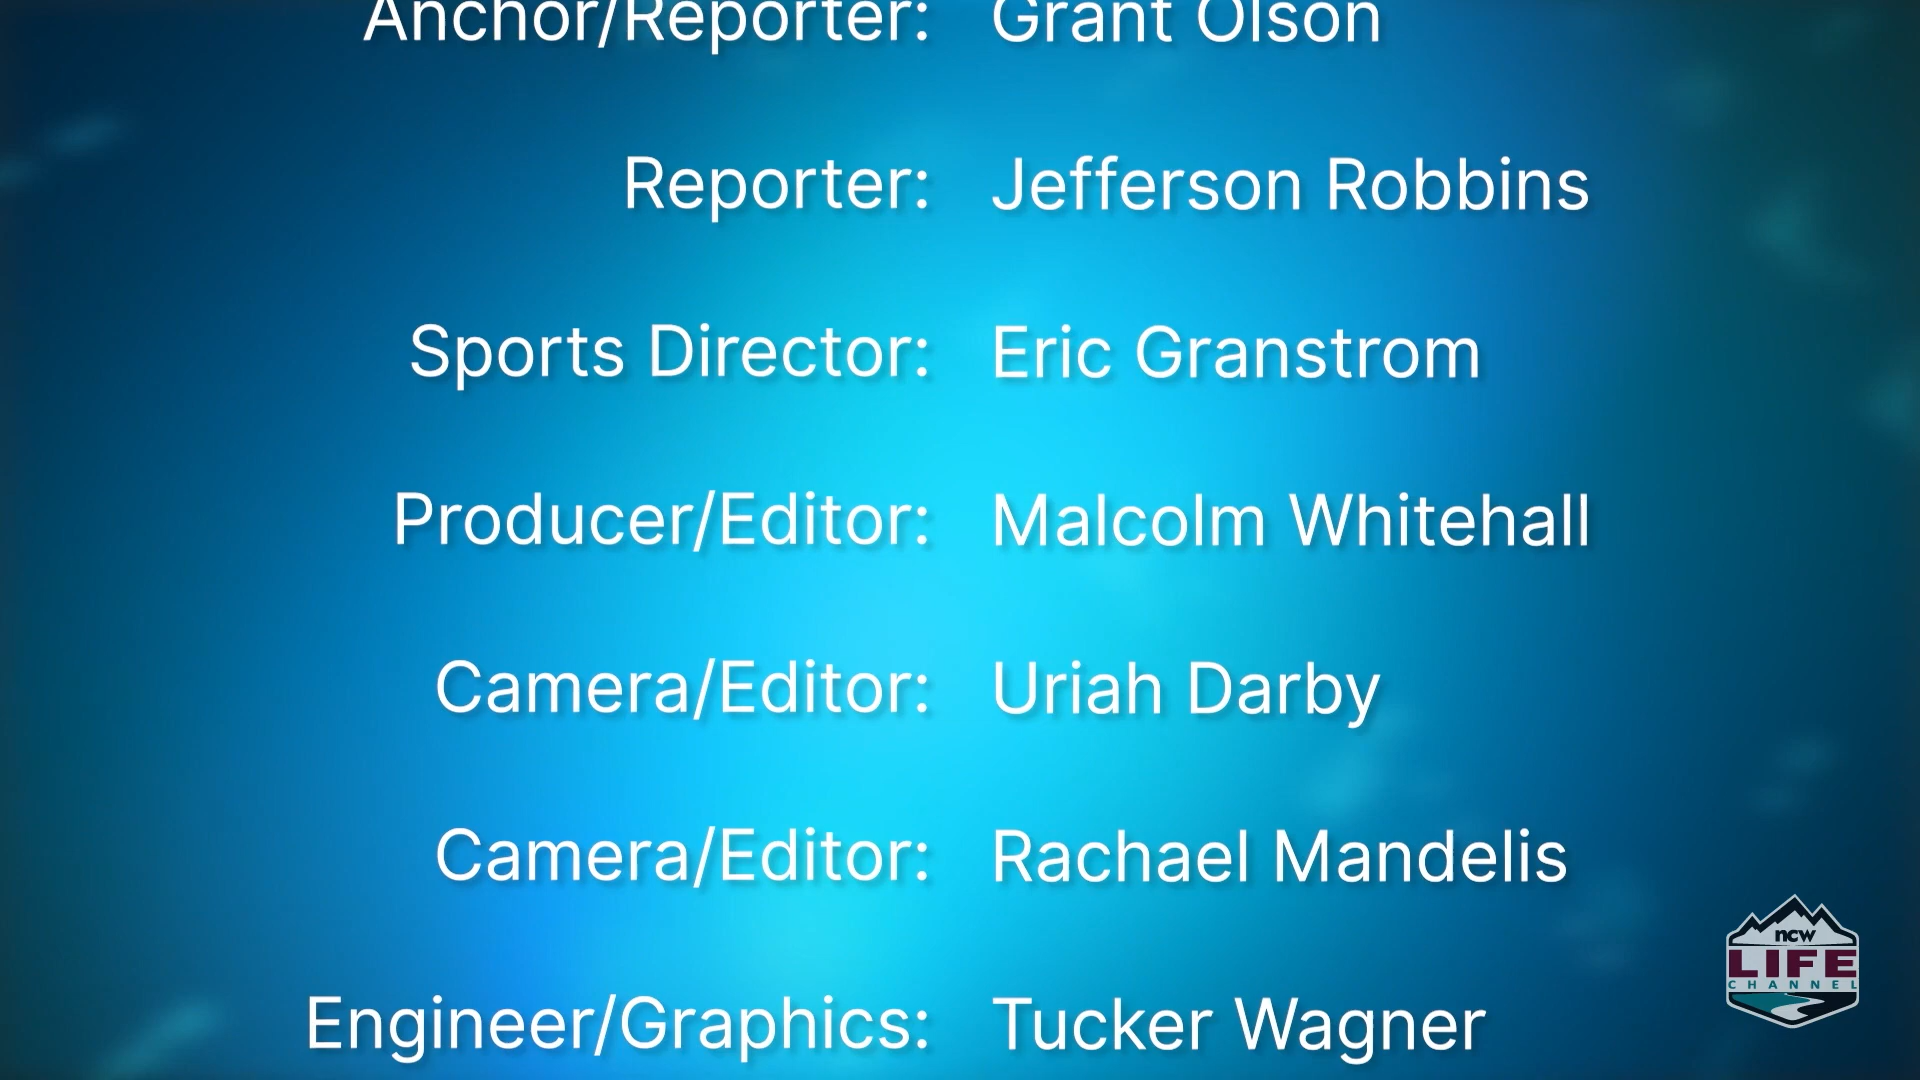 Anchor/Reporter: Grant Olson
Reporter: Jefferson Robbins
Sports Director: Eric Granstrom
Producer/Editor: Malcolm Whitehall
Camera/Editor: Uriah Darby
Camera/Editor: Rachael Mandelis
Engineer/Graphics: Tucker Wagner
ncw
LIFE
CHANNEL